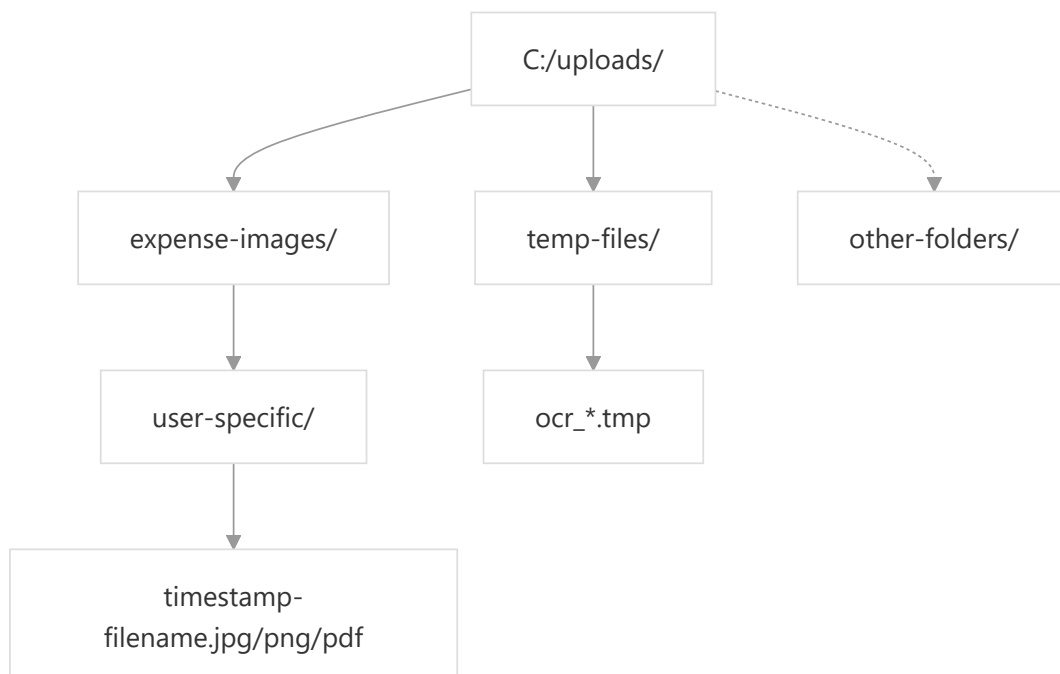 C:/uploads/
expense-images/
temp-files/
other-folders/
user-specific/
ocr_*.tmp
timestamp-
filename.jpg/png/pdf